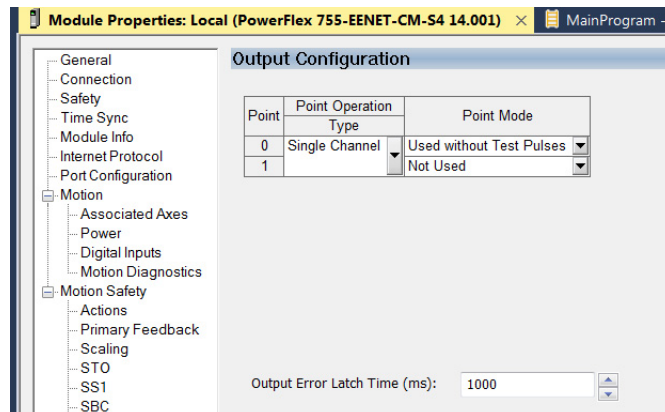 Module Properties: Local (PowerFlex 755-EENET-CM-S4 14.001) × MainProgram -
General
Connection
Safety
Time Sync
Module Info
Internet Protocol
Port Configuration
Motion
Associated Axes
Power
Digital Inputs
Motion Diagnostics
Motion Safety
Actions
Primary Feedback
Scaling
STO
SS1
SBC
Output Configuration
Point Point Operation Point Mode
Type
0 Single Channel Used without Test Pulses
1 Not Used
Output Error Latch Time (ms): 1000